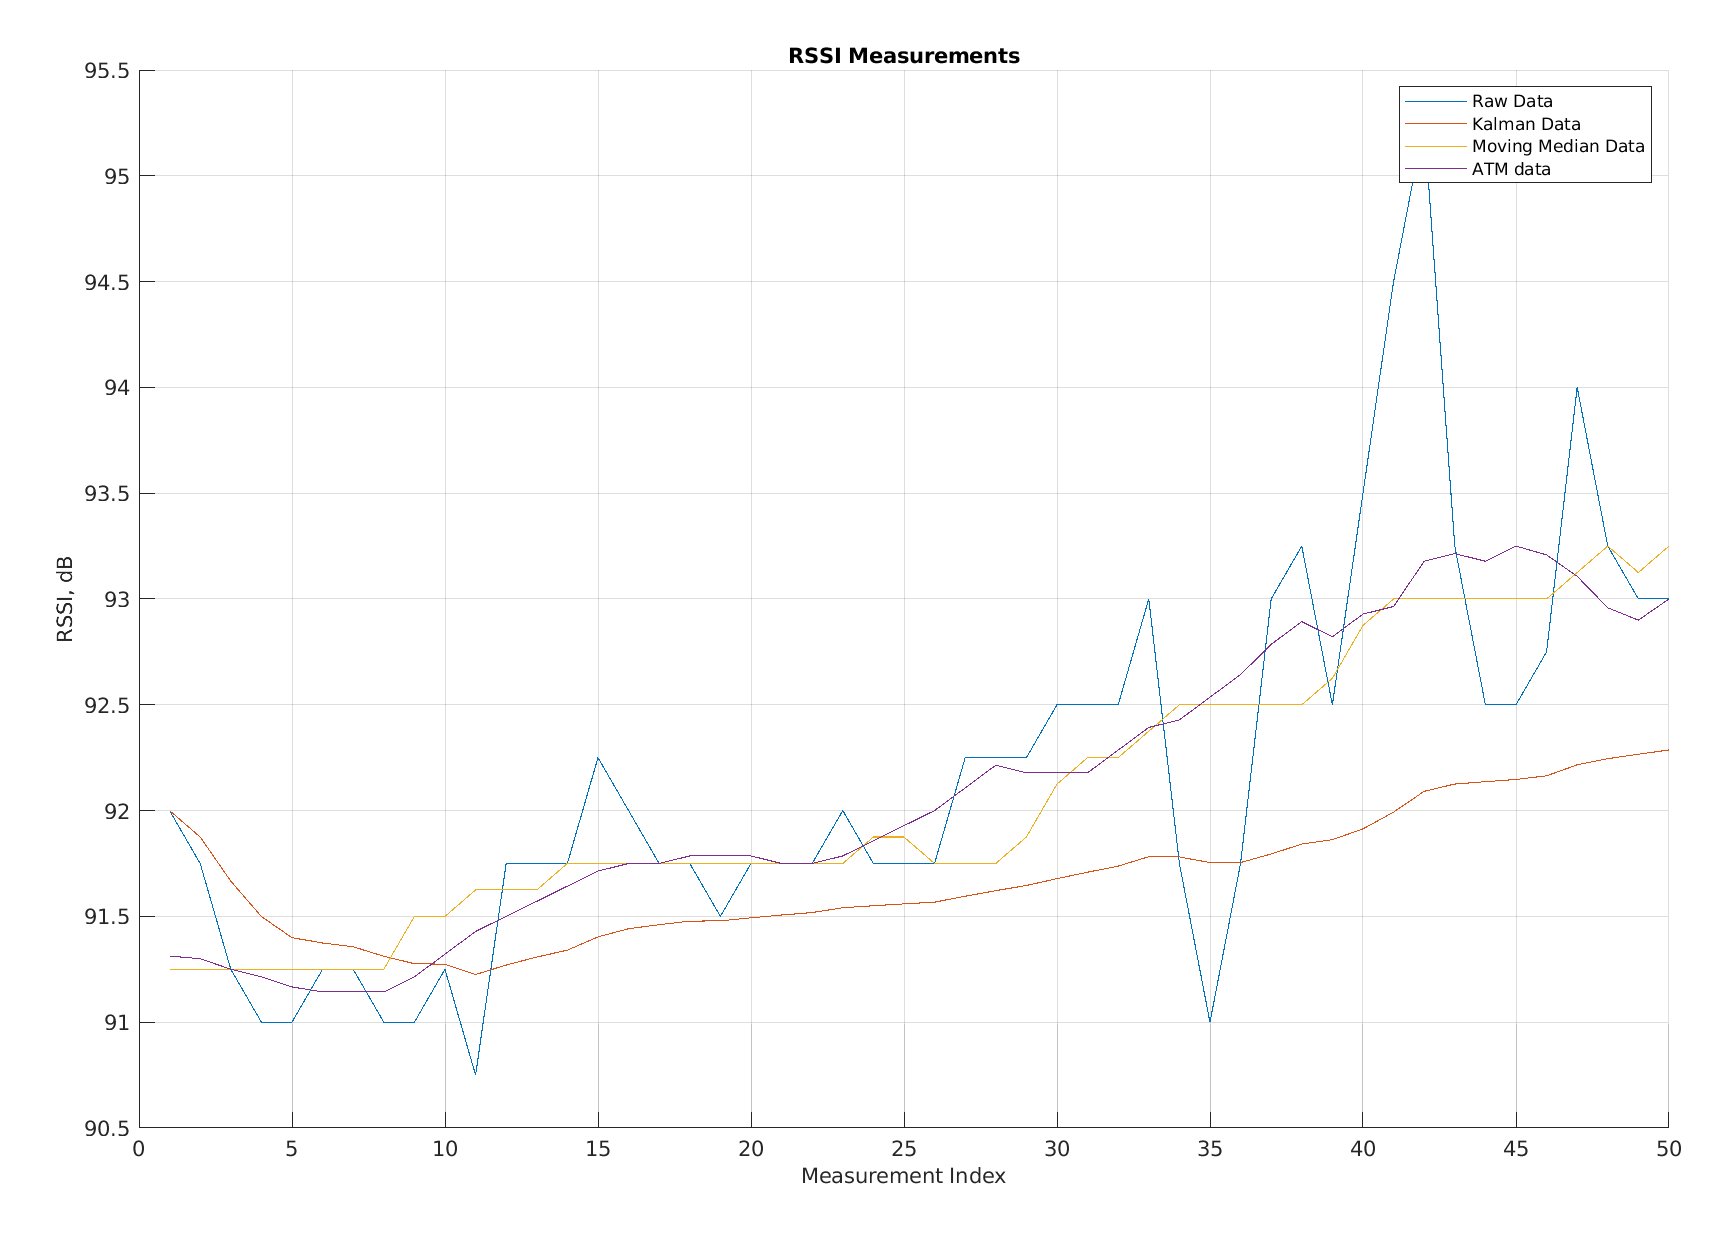 RSSI Measurements
95.5
95
94.5
94
93.5
93
92.5
92
91.5
91
90.5
RSSI, dB
Raw Data
Kalman Data
Moving Median Data
ATM data
0 5 10 15 20 25 30 35 40 45 50
Measurement Index